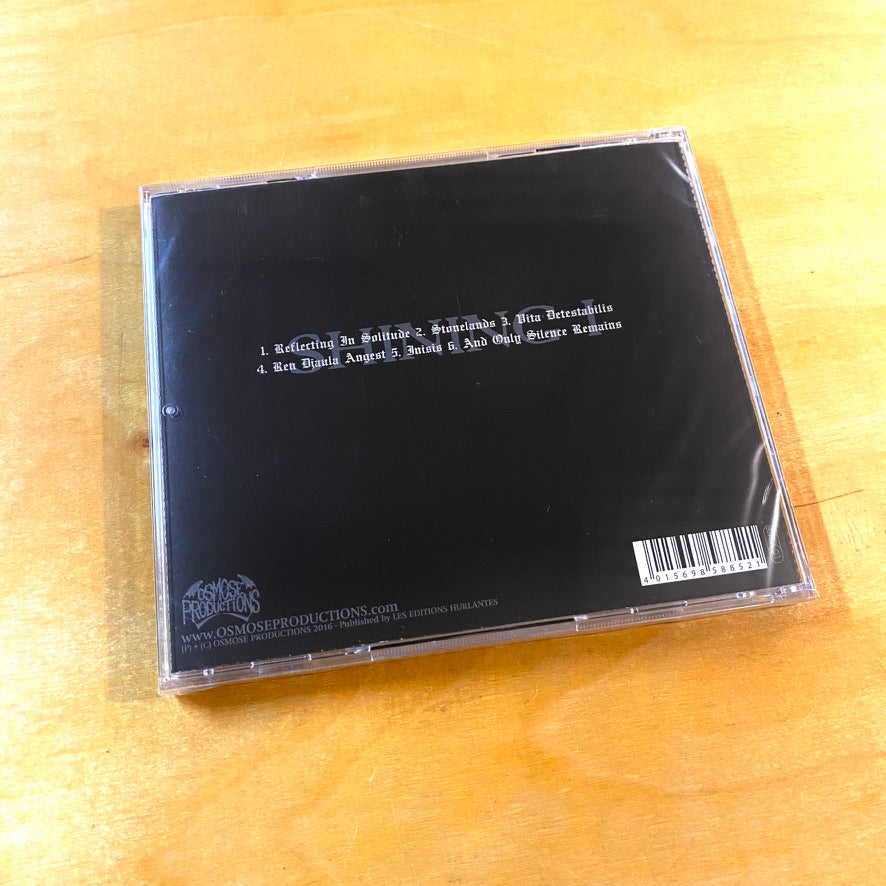 SHINING I
1. Reflecting In Solitude 2. Stonelands 3. Vita Detestabilis
4. Ren Djaula Angest 5. Inisis 6. And Only Silence Remains
4 015698 588521
OSMOSE
PRODUCTIONS
www.OSMOSEPRODUCTIONS.com
(P) + (C) OSMOSE PRODUCTIONS 2016 - Published by LES EDITIONS HURLANTES